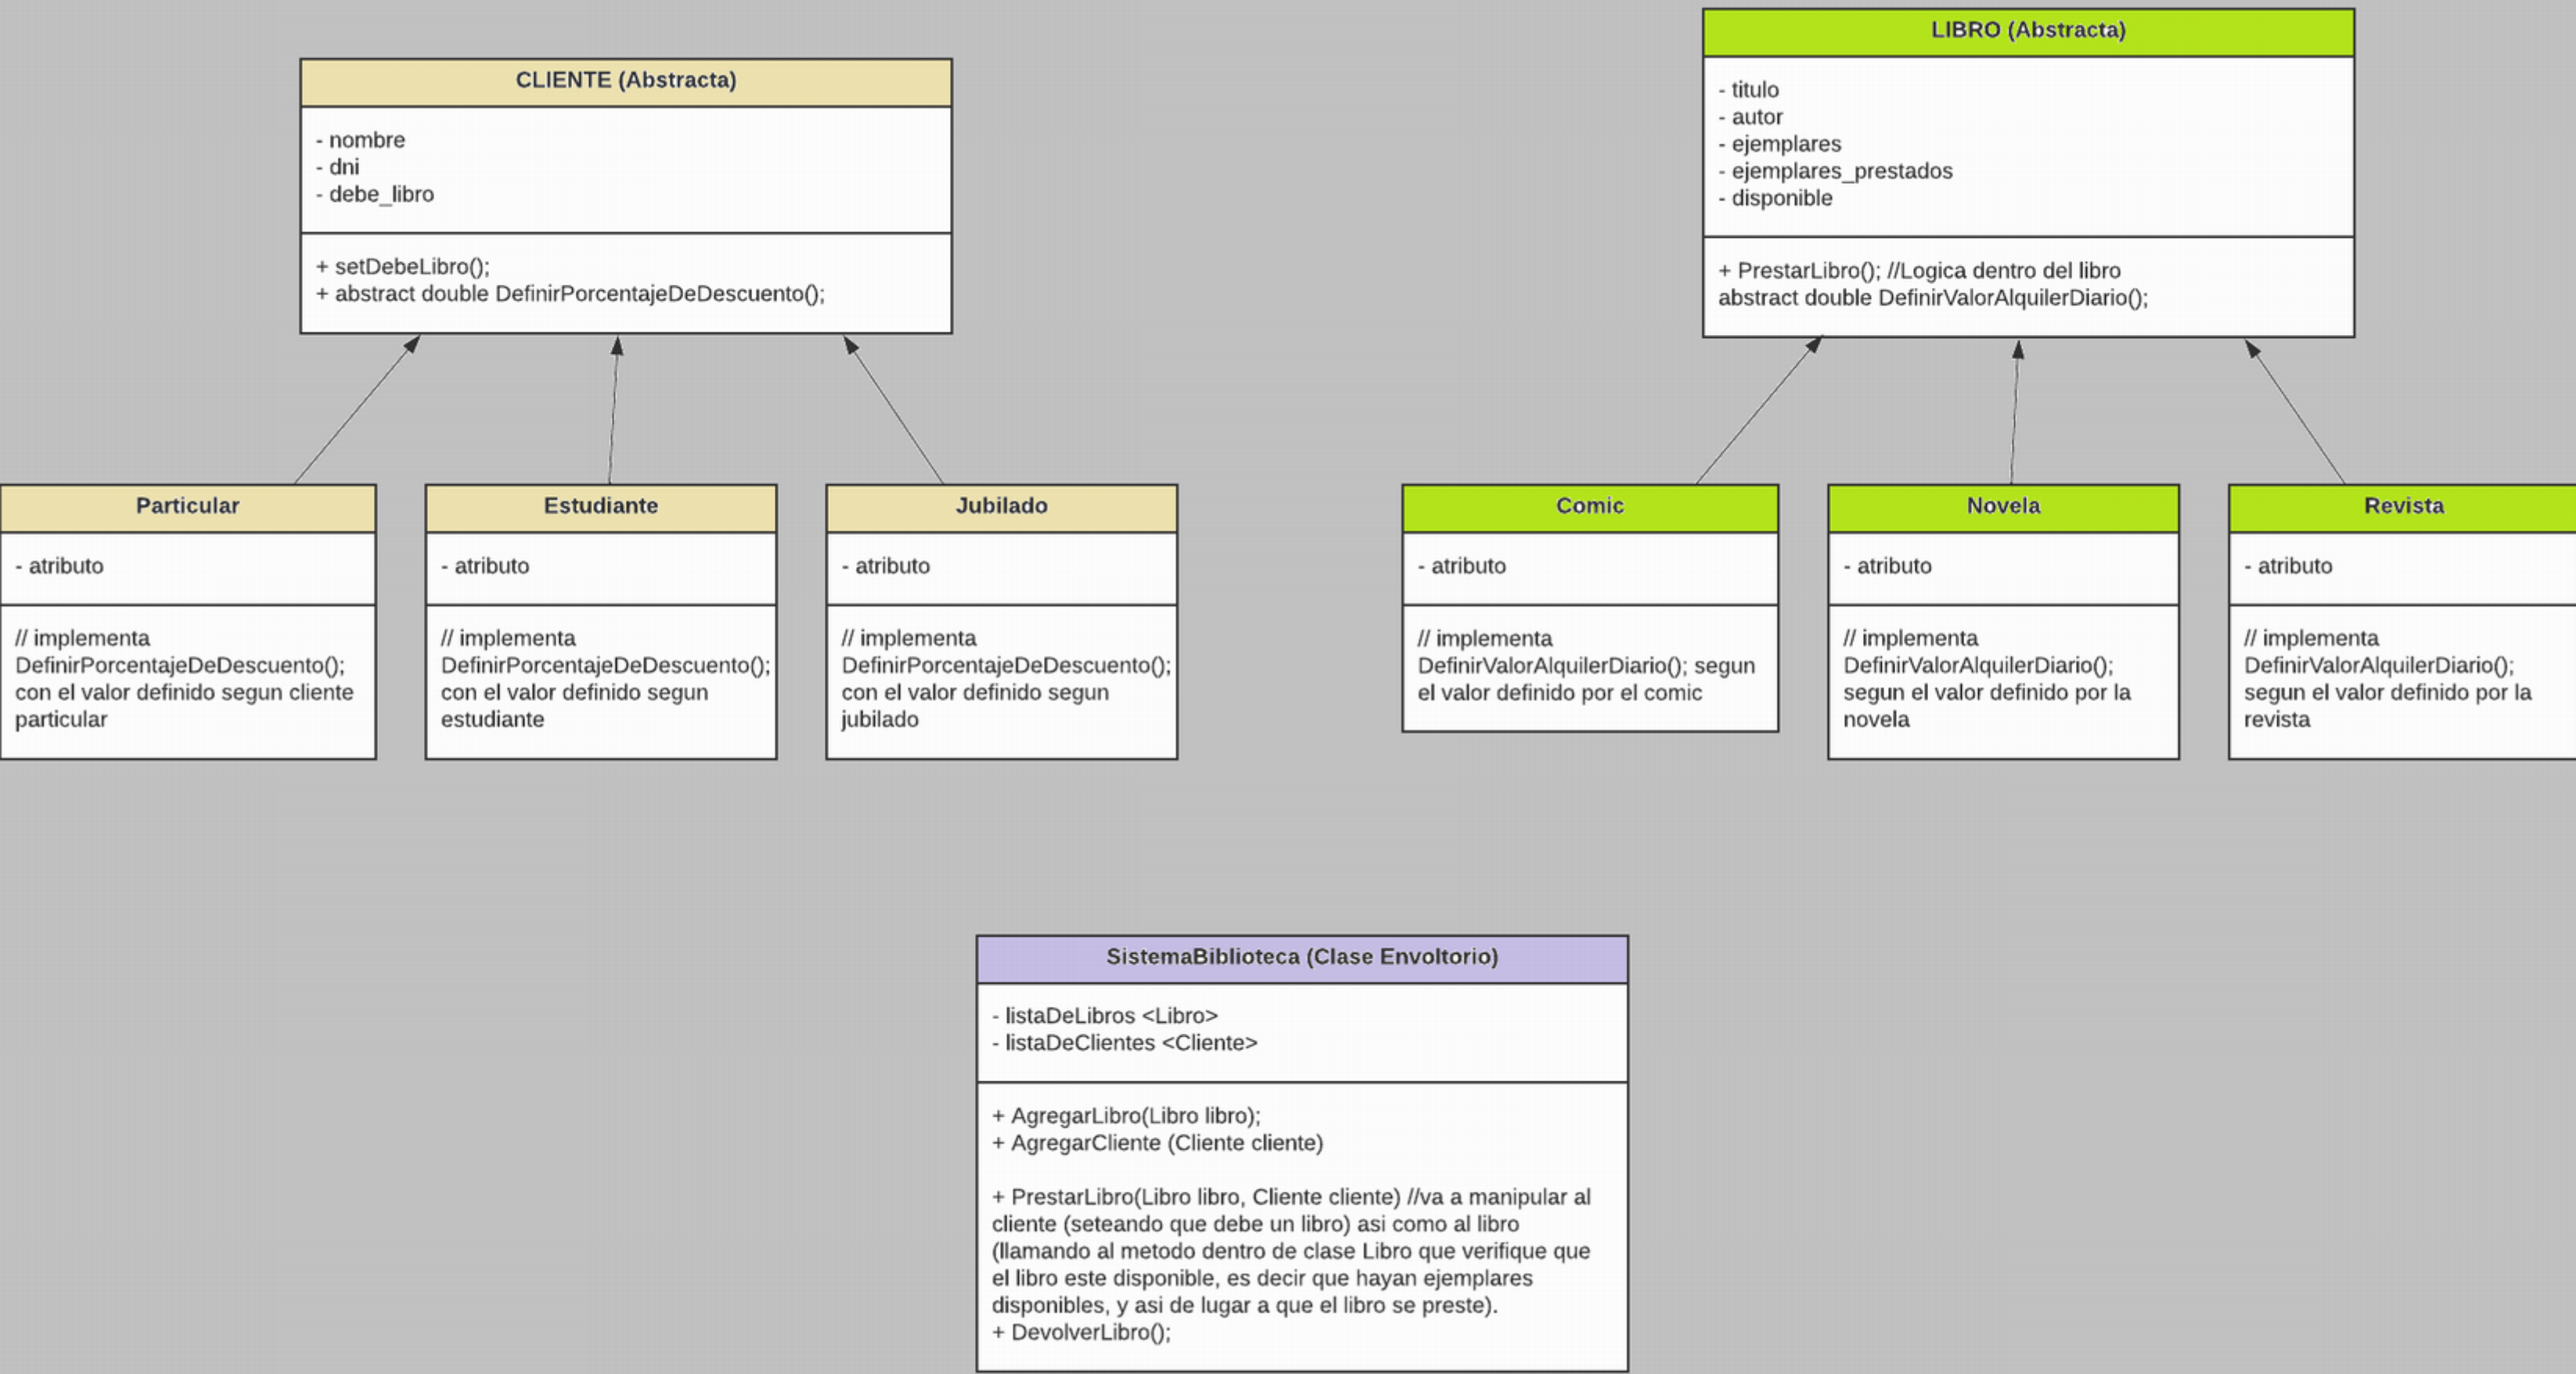 CLIENTE (Abstracta)
- nombre
- dni
- debe_libro
+ setDebeLibro();
+ abstract double DefinirPorcentajeDeDescuento();
LIBRO (Abstracta)
- titulo
- autor
- ejemplares
- ejemplares_prestados
- disponible
+ PrestarLibro(); //Logica dentro del libro
abstract double DefinirValorAlquilerDiario();
Particular
- atributo
// implementa
DefinirPorcentajeDeDescuento();
con el valor definido segun cliente
particular
Estudiante
- atributo
// implementa
DefinirPorcentajeDeDescuento();
con el valor definido segun
estudiante
Jubilado
- atributo
// implementa
DefinirPorcentajeDeDescuento();
con el valor definido segun
jubilado
Comic
- atributo
// implementa
DefinirValorAlquilerDiario(); segun
el valor definido por el comic
Novela
- atributo
// implementa
DefinirValorAlquilerDiario();
segun el valor definido por la
novela
Revista
- atributo
// implementa
DefinirValorAlquilerDiario();
segun el valor definido por la
revista
SistemaBiblioteca (Clase Envoltorio)
- listaDeLibros <Libro>
- listaDeClientes <Cliente>
+ AgregarLibro(Libro libro);
+ AgregarCliente (Cliente cliente)
+ PrestarLibro(Libro libro, Cliente cliente) //va a manipular al
cliente (seteando que debe un libro) asi como al libro
(llamando al metodo dentro de clase Libro que verifique que
el libro este disponible, es decir que hayan ejemplares
disponibles, y asi de lugar a que el libro se preste).
+ DevolverLibro();